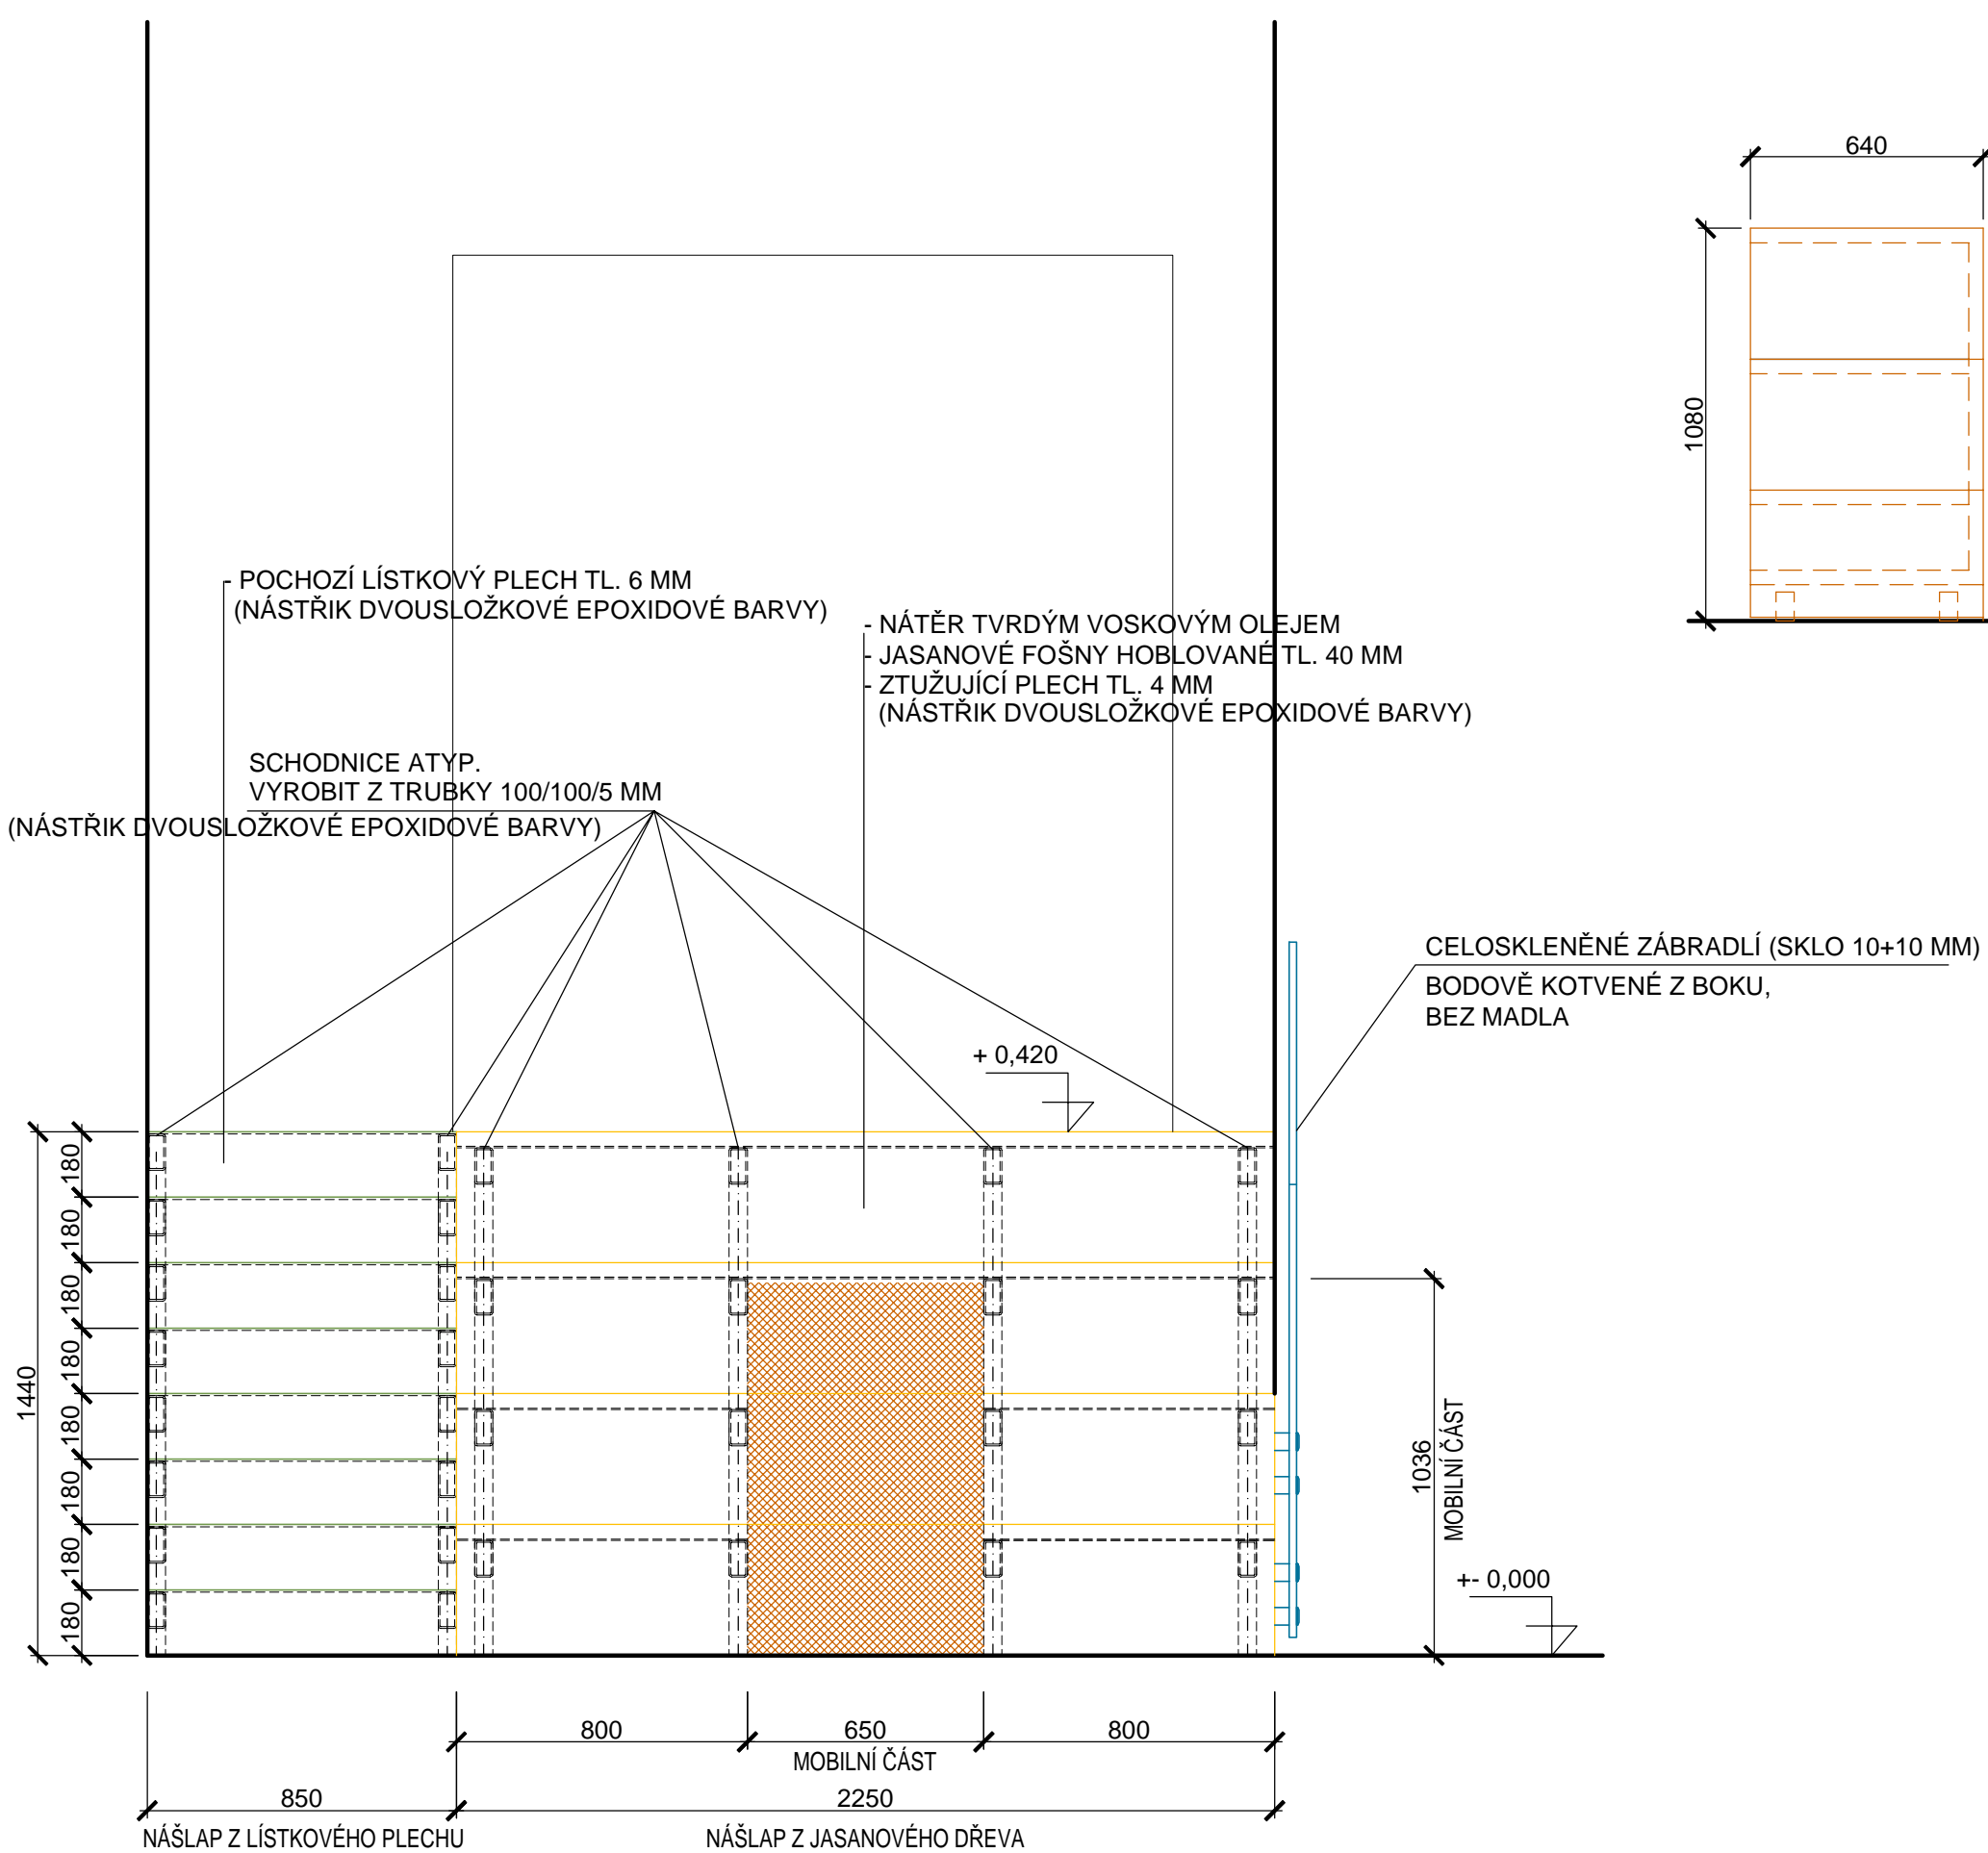 640
1080
- POCHOZÍ LÍSTKOVÝ PLECH TL. 6 MM
(NÁSTŘIK DVOUSLOŽKOVÉ EPOXIDOVÉ BARVY)
- NÁTĚR TVRDÝM VOSKOVÝM OLEJEM
- JASANOVÉ FOŠNY HOBLOVANÉ TL. 40 MM
- ZTUŽUJÍCÍ PLECH TL. 4 MM
(NÁSTŘIK DVOUSLOŽKOVÉ EPOXIDOVÉ BARVY)
SCHODNICE ATYP.
VYROBIT Z TRUBKY 100/100/5 MM
(NÁSTŘIK DVOUSLOŽKOVÉ EPOXIDOVÉ BARVY)
CELOSKLENĚNÉ ZÁBRADLÍ (SKLO 10+10 MM)
BODOVĚ KOTVENÉ Z BOKU,
BEZ MADLA
+ 0,420
180
180
180
180
180
180
180
180
1440
1036
MOBILNÍ ČÁST
+- 0,000
800
650
800
MOBILNÍ ČÁST
850
2250
NÁŠLAP Z LÍSTKOVÉHO PLECHU
NÁŠLAP Z JASANOVÉHO DŘEVA